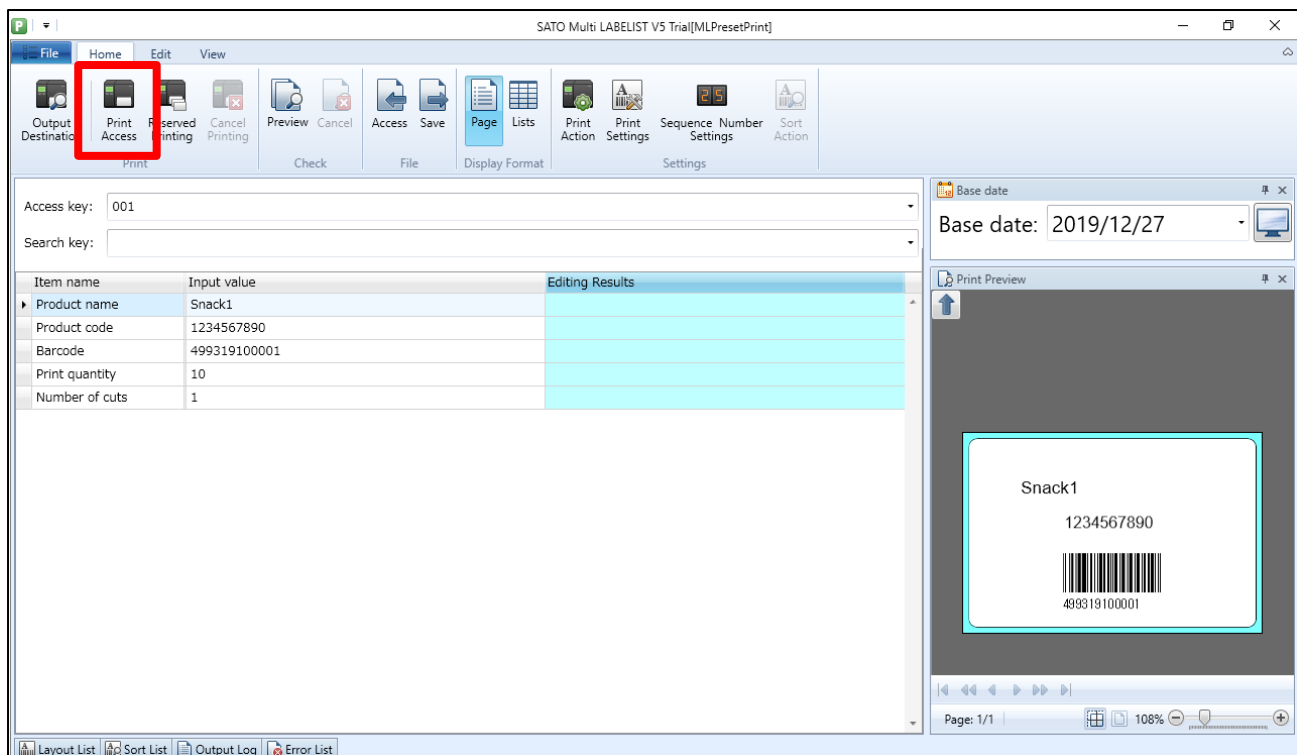 SATO Multi LABELIST V5 Trial[MLPresetPrint]
File Home Edit View
Output Destination
Print Access
Reserved Printing
Cancel Printing
Preview
Cancel
Access
Save
Page
Lists
Print Action
Print Settings
Sequence Number Settings
Sort Action
Print Check File Display Format Settings
Access key: 001
Search key:
Item name Input value Editing Results
Product name Snack1
Product code 1234567890
Barcode 499319100001
Print quantity 10
Number of cuts 1
Base date
Base date: 2019/12/27
Print Preview
Snack1
1234567890
499319100001
Page: 1/1 108%
Layout List Sort List Output Log Error List